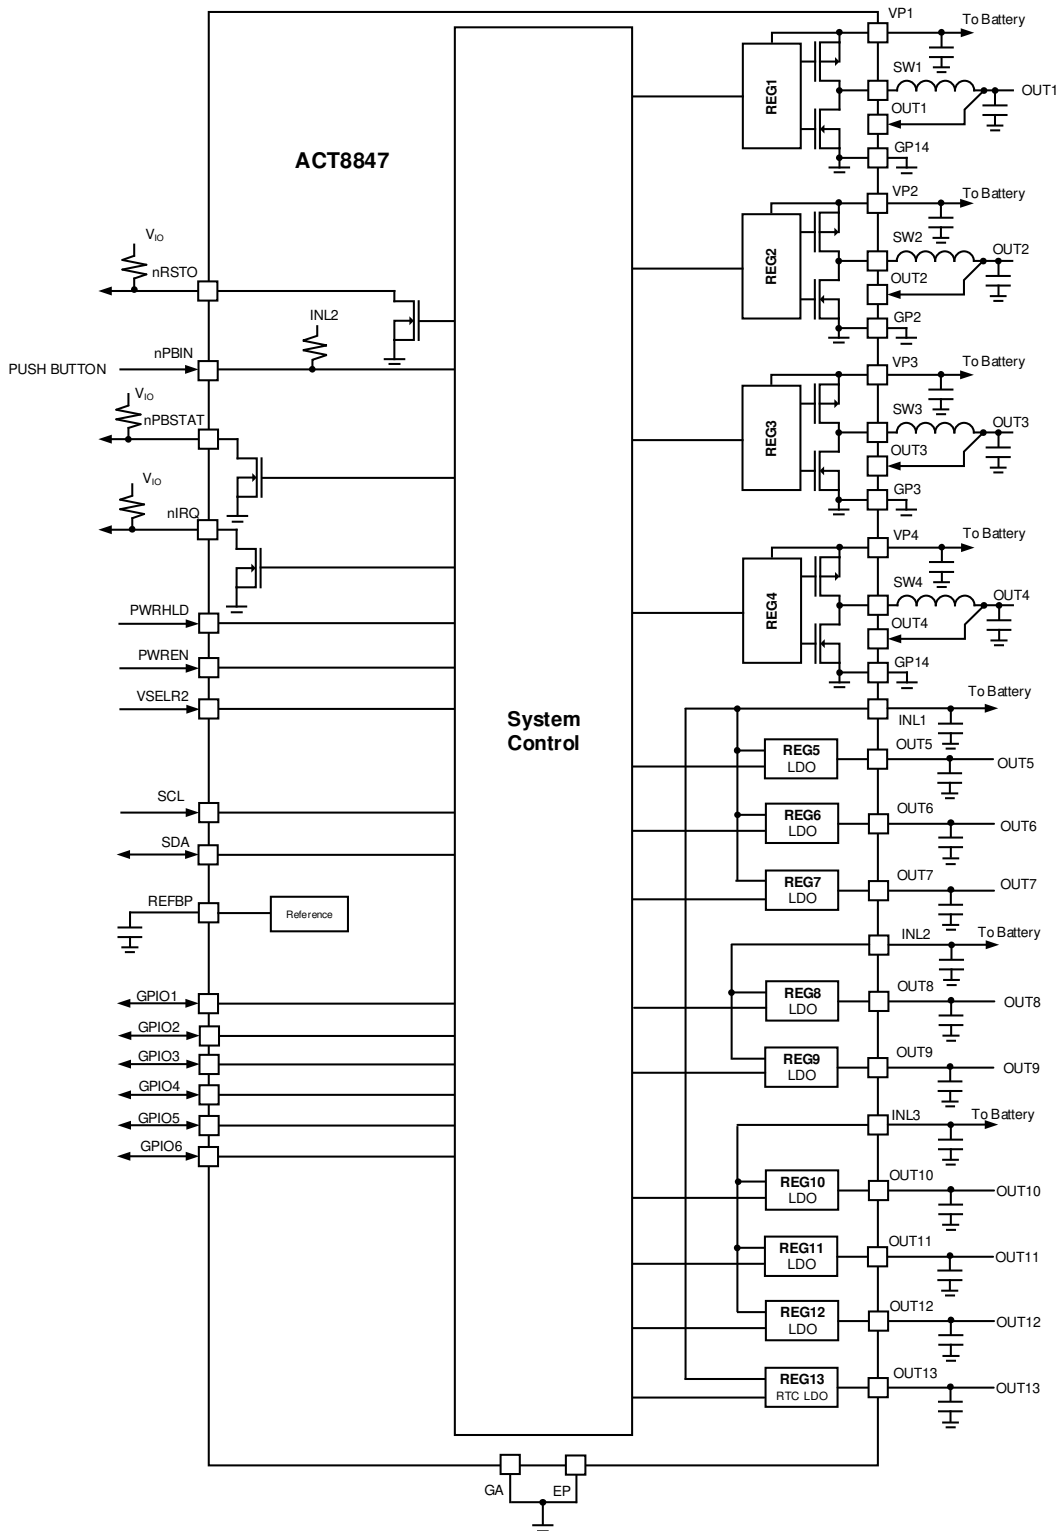 ACT8847
V_IO
nRSTO
INL2
nPBIN
PUSH BUTTON
V_IO
nPBSTAT
V_IO
nIRQ
PWRHLD
PWREN
VSELR2
SCL
SDA
REFBP
Reference
GPIO1
GPIO2
GPIO3
GPIO4
GPIO5
GPIO6
System
Control
REG1
VP1
To Battery
SW1
OUT1
OUT1
GP14
REG2
VP2
To Battery
SW2
OUT2
OUT2
GP2
REG3
VP3
To Battery
SW3
OUT3
OUT3
GP3
REG4
VP4
To Battery
SW4
OUT4
OUT4
GP14
To Battery
INL1
REG5
LDO
OUT5
OUT5
REG6
LDO
OUT6
OUT6
REG7
LDO
OUT7
OUT7
INL2
To Battery
REG8
LDO
OUT8
OUT8
REG9
LDO
OUT9
OUT9
INL3
To Battery
REG10
LDO
OUT10
OUT10
REG11
LDO
OUT11
OUT11
REG12
LDO
OUT12
OUT12
REG13
RTC LDO
OUT13
OUT13
GA
EP